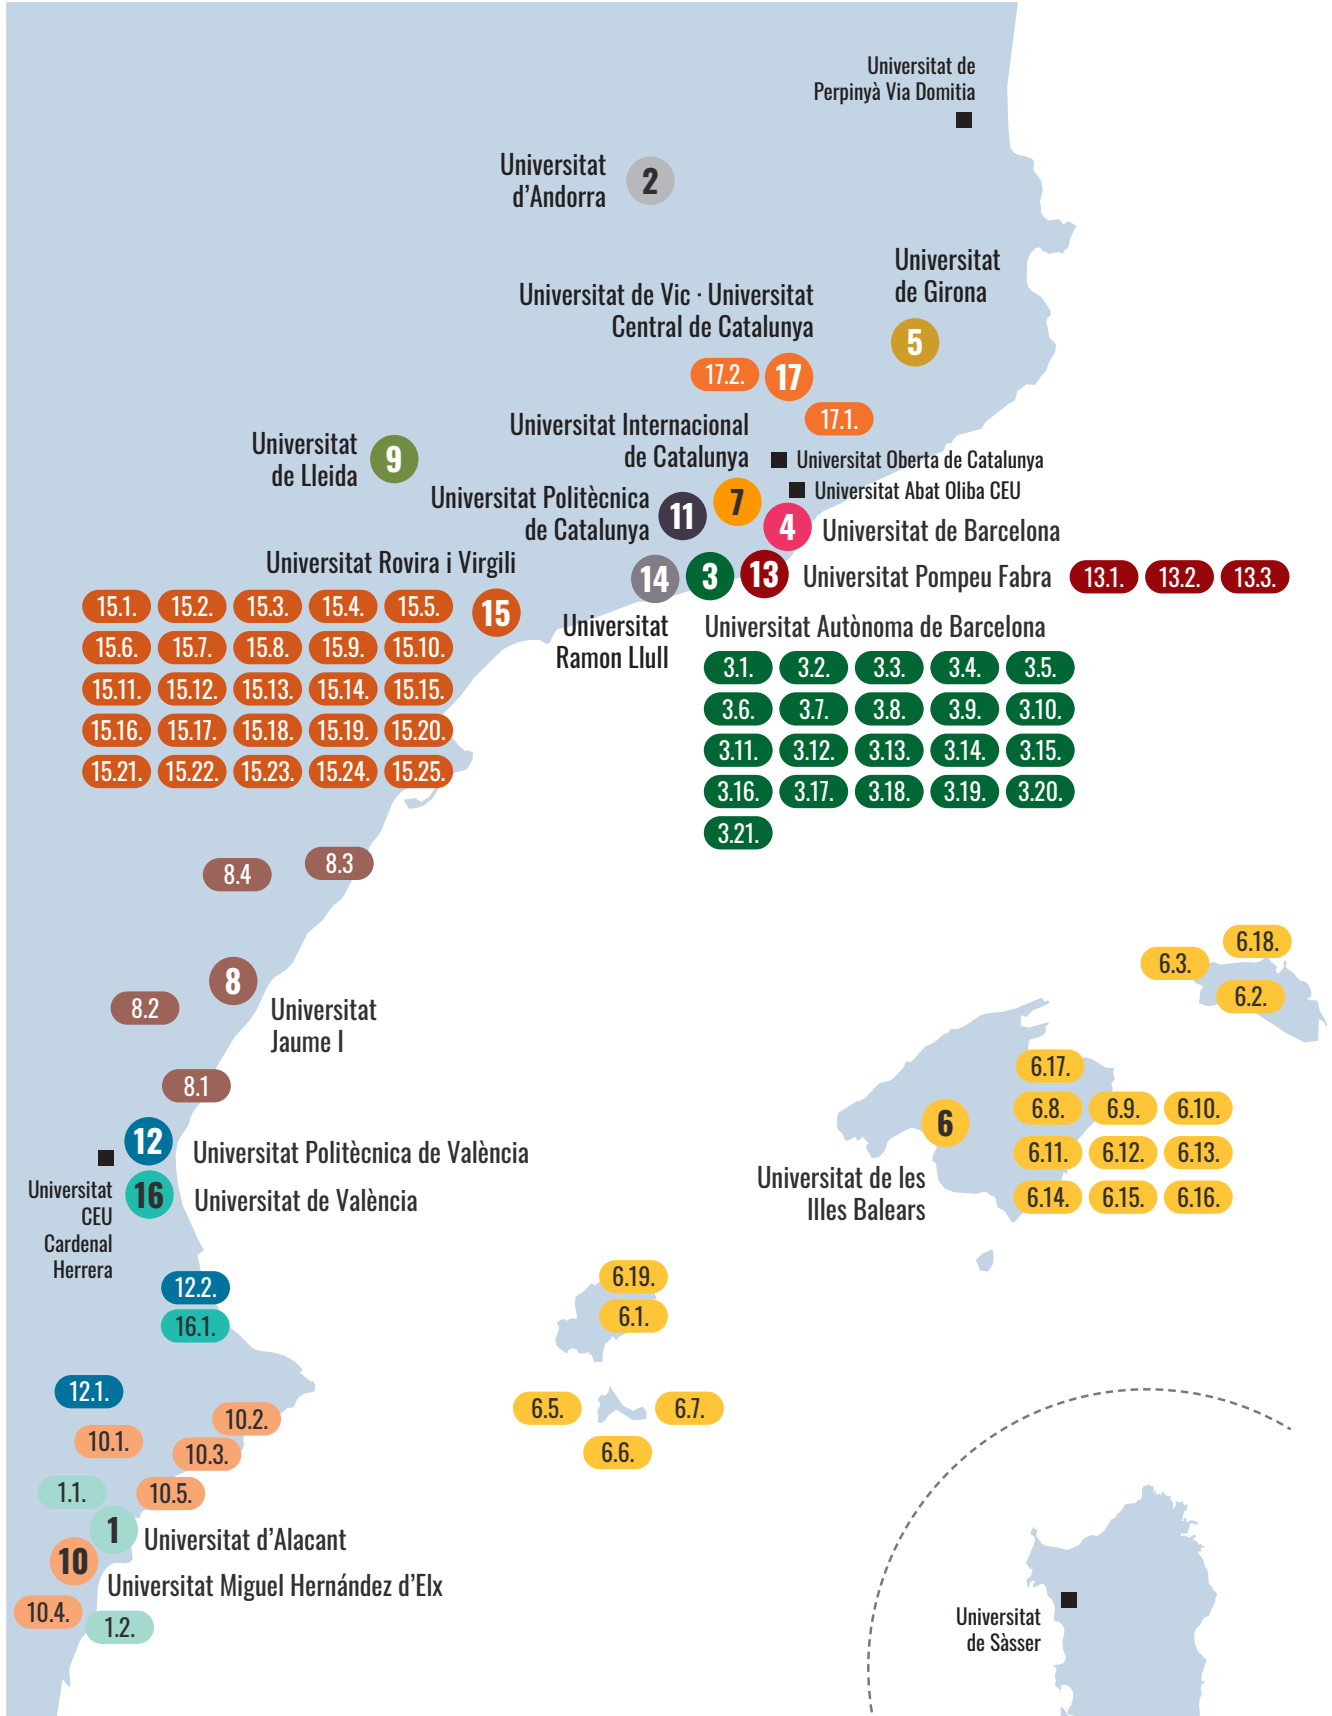 Universitat de
Perpinyà Via Domitia
Universitat
d'Andorra
2
Universitat
de Girona
5
Universitat de Vic · Universitat
Central de Catalunya
17.2.
17
17.1.
Universitat Internacional
de Catalunya
7
Universitat Oberta de Catalunya
Universitat Abat Oliba CEU
Universitat
de Lleida
9
Universitat Politècnica
de Catalunya
11
4
Universitat de Barcelona
Universitat Rovira i Virgili
15
15.1. 15.2. 15.3. 15.4. 15.5.
15.6. 15.7. 15.8. 15.9. 15.10.
15.11. 15.12. 15.13. 15.14. 15.15.
15.16. 15.17. 15.18. 15.19. 15.20.
15.21. 15.22. 15.23. 15.24. 15.25.
14
Universitat
Ramon Llull
3
13
Universitat Pompeu Fabra
13.1. 13.2. 13.3.
Universitat Autònoma de Barcelona
3.1. 3.2. 3.3. 3.4. 3.5.
3.6. 3.7. 3.8. 3.9. 3.10.
3.11. 3.12. 3.13. 3.14. 3.15.
3.16. 3.17. 3.18. 3.19. 3.20.
3.21.
8.4
8.3
8
Universitat
Jaume I
8.2
8.1
6.18.
6.3.
6.2.
6.17.
6
6.8. 6.9. 6.10.
6.11. 6.12. 6.13.
6.14. 6.15. 6.16.
Universitat de les
Illes Balears
12
Universitat Politècnica de València
16
Universitat de València
Universitat
CEU
Cardenal
Herrera
12.2.
16.1.
6.19.
6.1.
6.5.
6.7.
6.6.
12.1.
10.2.
10.1.
10.3.
1.1.
10.5.
1
Universitat d'Alacant
10
Universitat Miguel Hernández d'Elx
10.4.
1.2.
Universitat
de Sàsser